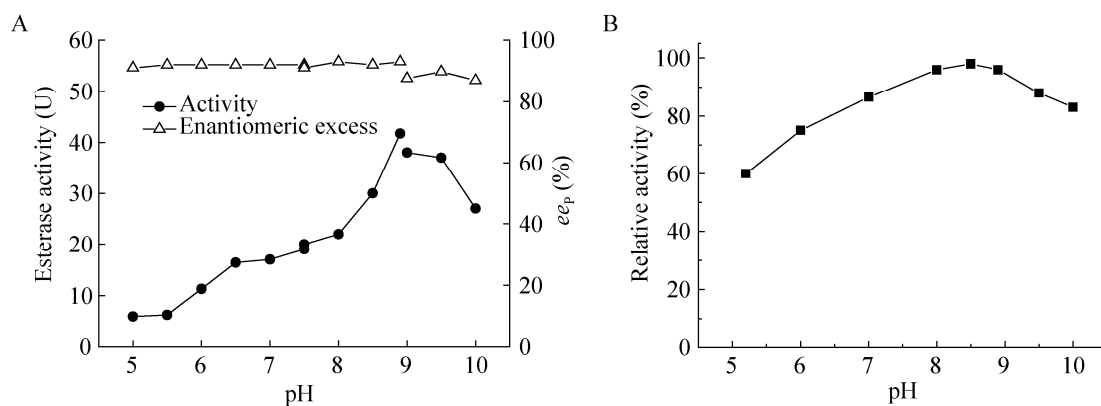 A
60
50
40
30
20
10
0
Esterase activity (U)
Activity
Enantiomeric excess
100
80
60
40
20
0
eeP (%)
5 6 7 8 9 10
pH
B
100
80
60
40
20
0
Relative activity (%)
5 6 7 8 9 10
pH